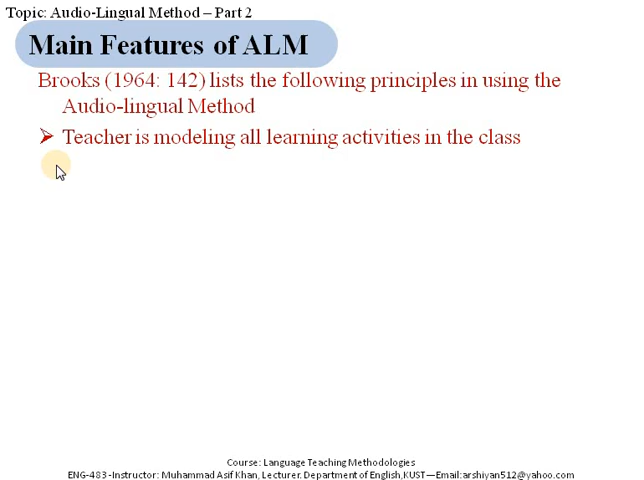 Topic: Audio-Lingual Method – Part 2
Main Features of ALM
Brooks (1964: 142) lists the following principles in using the
Audio-lingual Method
➢ Teacher is modeling all learning activities in the class
Course: Language Teaching Methodologies
ENG-483 -Instructor: Muhammad Asif Khan, Lecturer. Department of English,KUST—Email:arshiyan512@yahoo.com